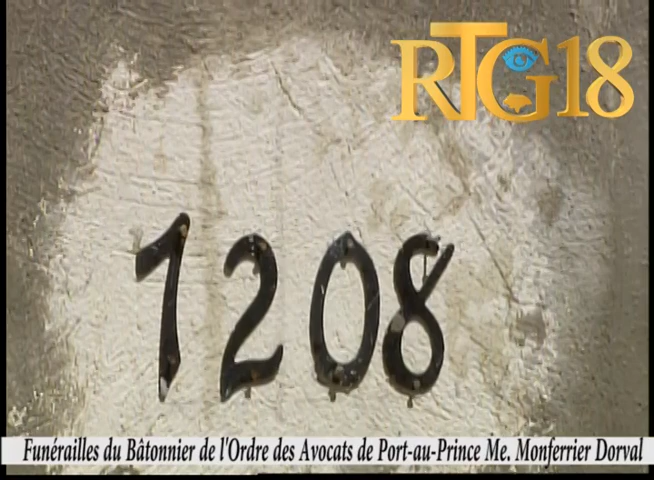 RTG18
1208
Funérailles du Bâtonnier de l'Ordre des Avocats de Port-au-Prince Me. Monferrier Dorval